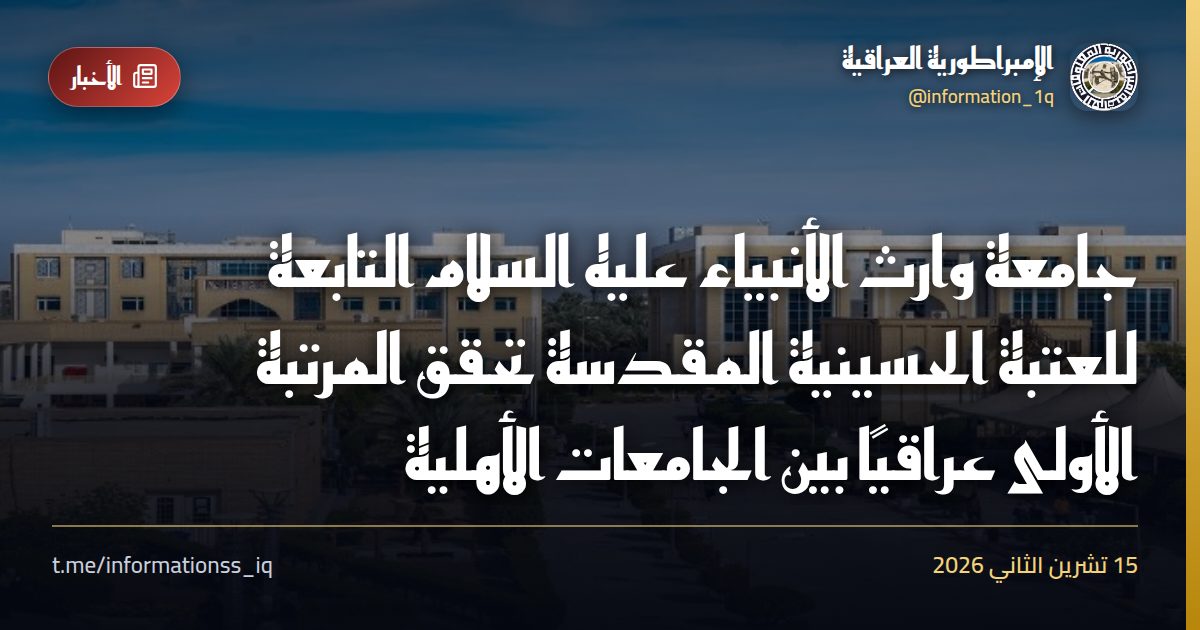 الإمبراطورية العراقية
@information_1q
الأخبار
جامعة وارث الأنبياء علية السلام التابعة
للعتبة الحسينية المقدسة تحقق المرتبة
الأولى عراقيًا بين الجامعات الأهلية
15 تشرين الثاني 2026
t.me/informationss_iq